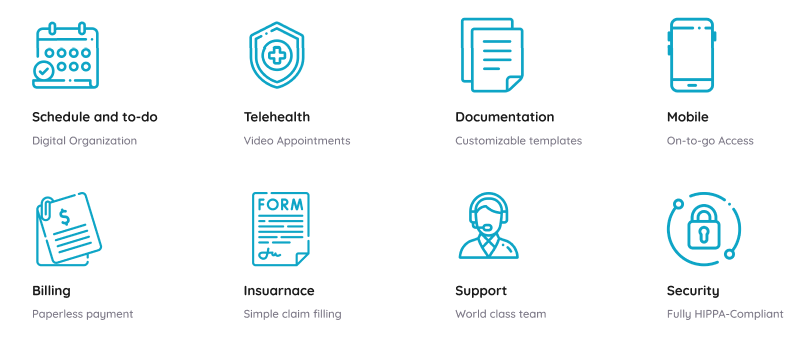 Schedule and to-do
Digital Organization
Telehealth
Video Appointments
Documentation
Customizable templates
Mobile
On-to-go Access
$
Billing
Paperless payment
FORM
Insuarnace
Simple claim filling
Support
World class team
Security
Fully HIPPA-Compliant